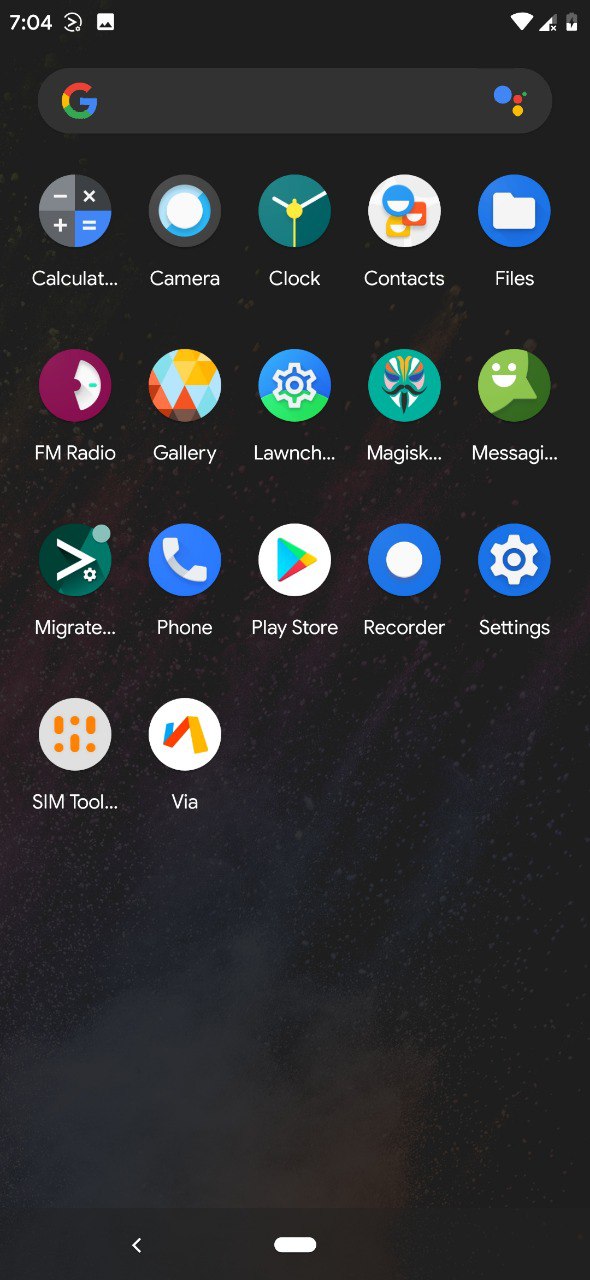 7:04
Calculat...
Camera
Clock
Contacts
Files
FM Radio
Gallery
Lawnch...
Magisk...
Messagi...
Migrate...
Phone
Play Store
Recorder
Settings
SIM Tool...
Via